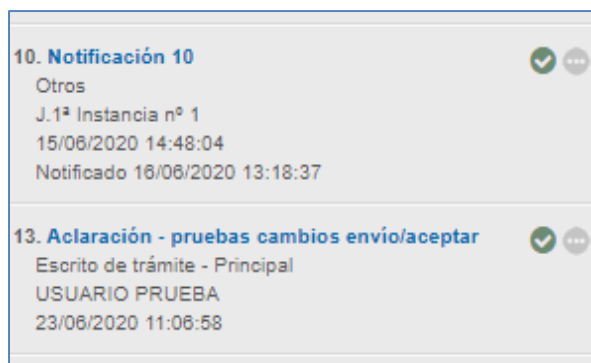 10. Notificación 10
Otros
J.1ª Instancia nº 1
15/06/2020 14:48:04
Notificado 16/06/2020 13:18:37
13. Aclaración - pruebas cambios envío/aceptar
Escrito de trámite - Principal
USUARIO PRUEBA
23/06/2020 11:06:58